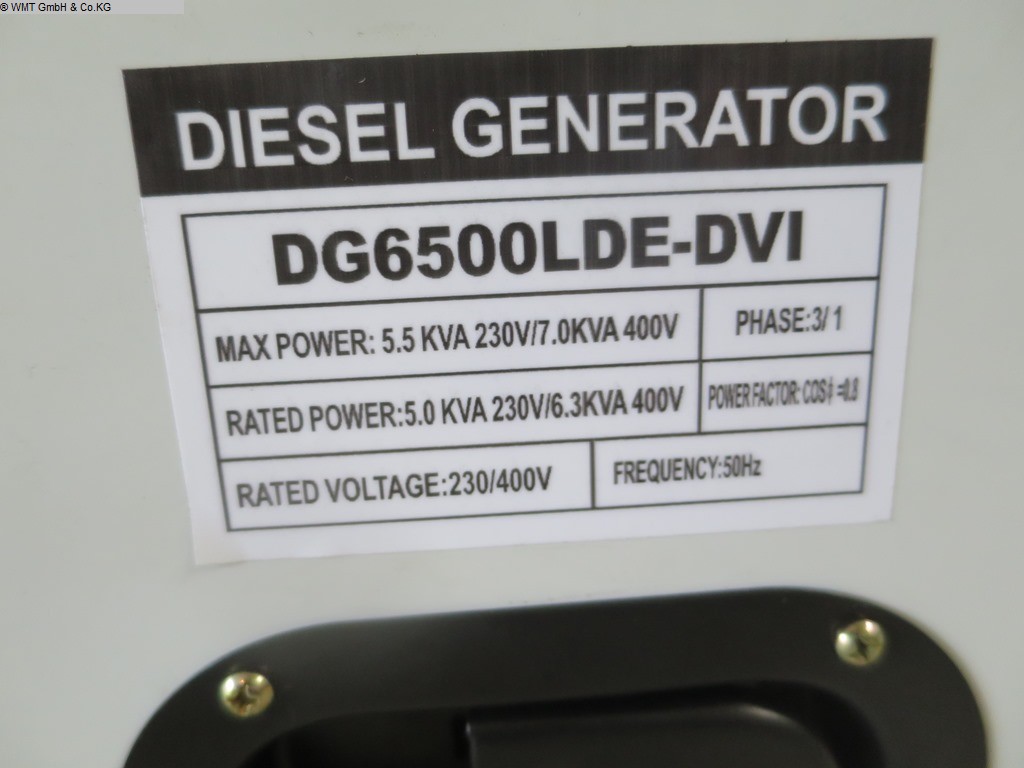 © WMT GmbH & Co.KG
DIESEL GENERATOR
DG6500LDE-DVI
MAX POWER: 5.5 KVA 230V/7.0KVA 400V
PHASE:3/1
RATED POWER:5.0 KVA 230V/6.3KVA 400V
POWER FACTOR: COSϕ=0.8
RATED VOLTAGE:230/400V
FREQUENCY:50Hz